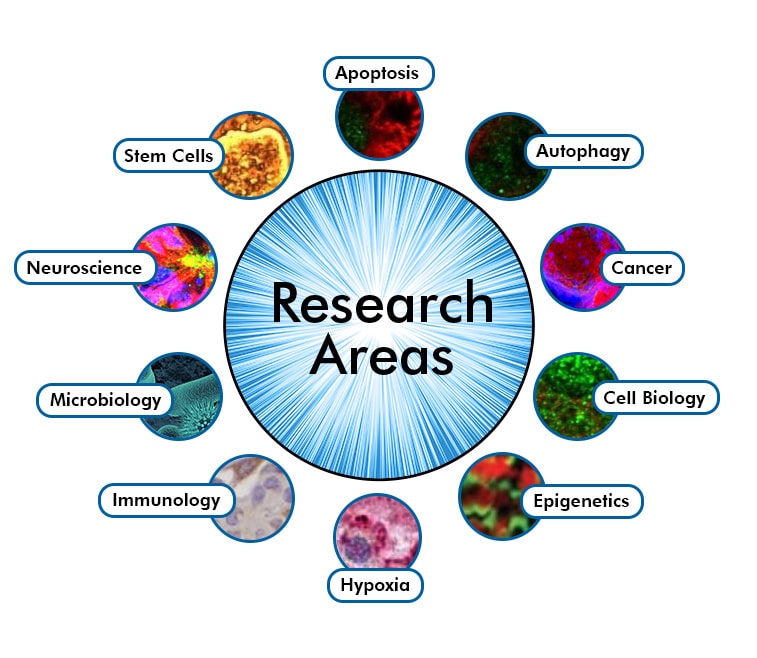 Apoptosis
Stem Cells
Autophagy
Neuroscience
Cancer
Research
Areas
Microbiology
Cell Biology
Immunology
Epigenetics
Hypoxia